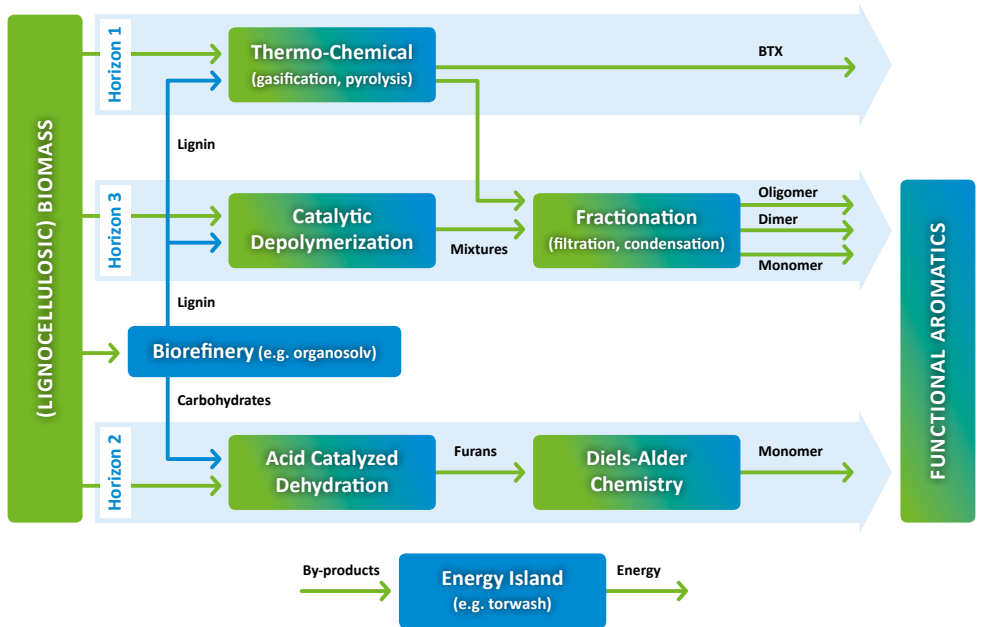 (LIGNOCELLULOSIC) BIOMASS
Horizon 1
Thermo-Chemical
(gasification, pyrolysis)
BTX
Lignin
Horizon 3
Catalytic
Depolymerization
Mixtures
Fractionation
(filtration, condensation)
Oligomer
Dimer
Monomer
Lignin
Biorefinery (e.g. organosolv)
Carbohydrates
Horizon 2
Acid Catalyzed
Dehydration
Furans
Diels-Alder
Chemistry
Monomer
FUNCTIONAL AROMATICS
By-products
Energy Island
(e.g. torwash)
Energy